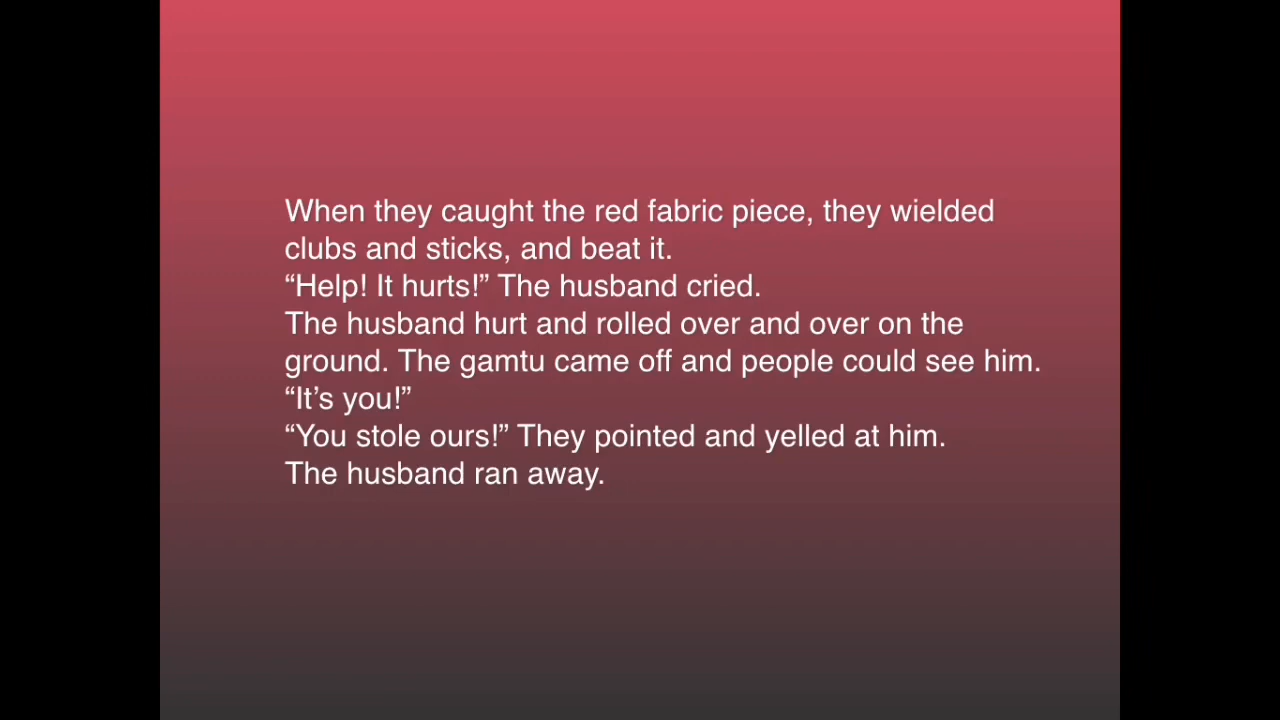 When they caught the red fabric piece, they wielded
clubs and sticks, and beat it.
“Help! It hurts!” The husband cried.
The husband hurt and rolled over and over on the
ground. The gamtu came off and people could see him.
“It’s you!”
“You stole ours!” They pointed and yelled at him.
The husband ran away.